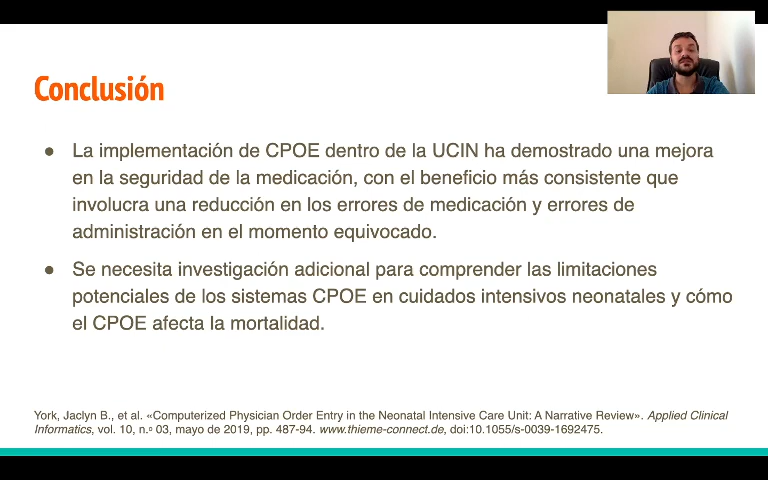 Conclusión
● La implementación de CPOE dentro de la UCIN ha demostrado una mejora
en la seguridad de la medicación, con el beneficio más consistente que
involucra una reducción en los errores de medicación y errores de
administración en el momento equivocado.
● Se necesita investigación adicional para comprender las limitaciones
potenciales de los sistemas CPOE en cuidados intensivos neonatales y cómo
el CPOE afecta la mortalidad.
York, Jaclyn B., et al. «Computerized Physician Order Entry in the Neonatal Intensive Care Unit: A Narrative Review». Applied Clinical
Informatics, vol. 10, n.º 03, mayo de 2019, pp. 487-94. www.thieme-connect.de, doi:10.1055/s-0039-1692475.